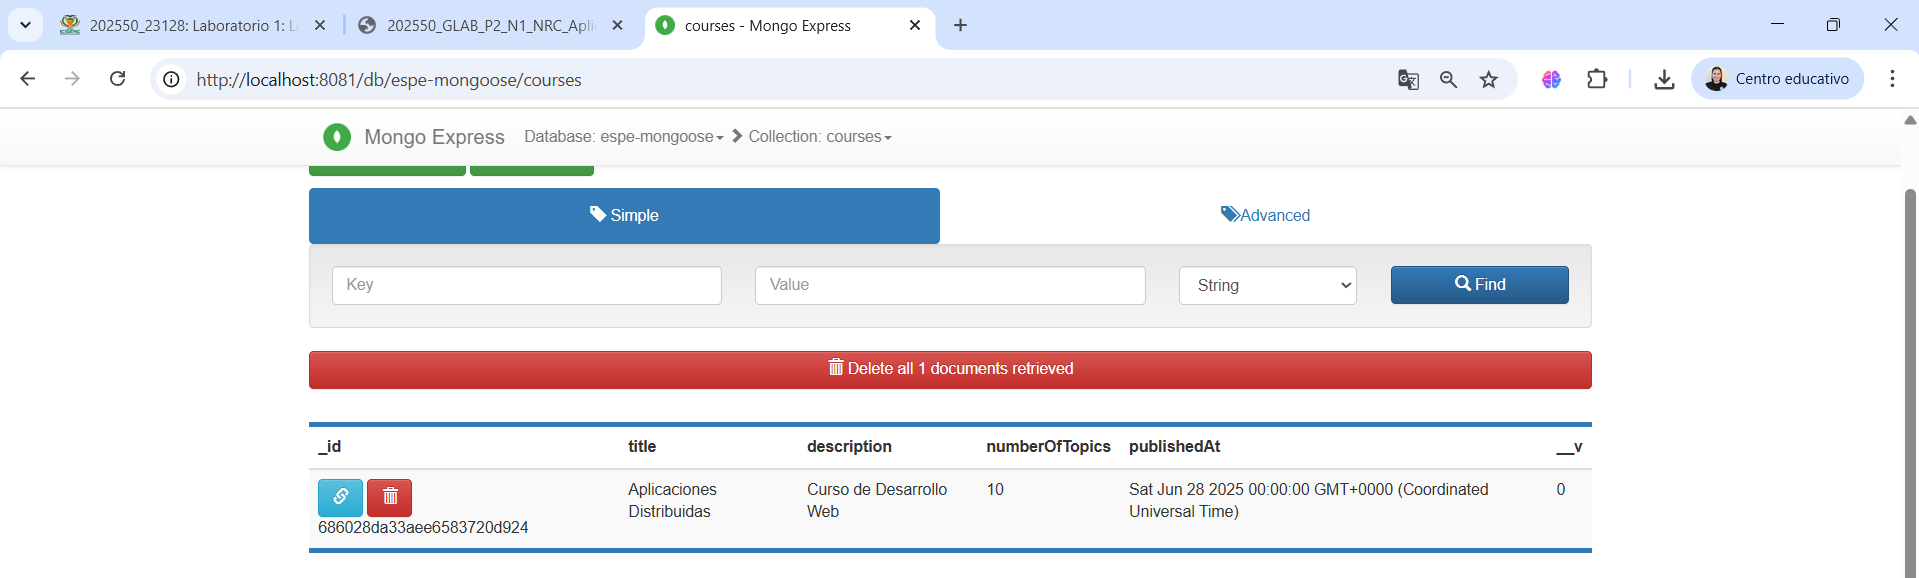 202550_23128: Laboratorio 1: La
202550_GLAB_P2_N1_NRC_Apli
courses - Mongo Express
http://localhost:8081/db/espe-mongoose/courses
Centro educativo
Mongo Express
Database: espe-mongoose
Collection: courses
Simple
Advanced
Key
Value
String
Find
Delete all 1 documents retrieved
_id title description numberOfTopics publishedAt __v
Aplicaciones Curso de Desarrollo 10 Sat Jun 28 2025 00:00:00 GMT+0000 (Coordinated 0
Distribuidas Web Universal Time)
686028da33aee6583720d924